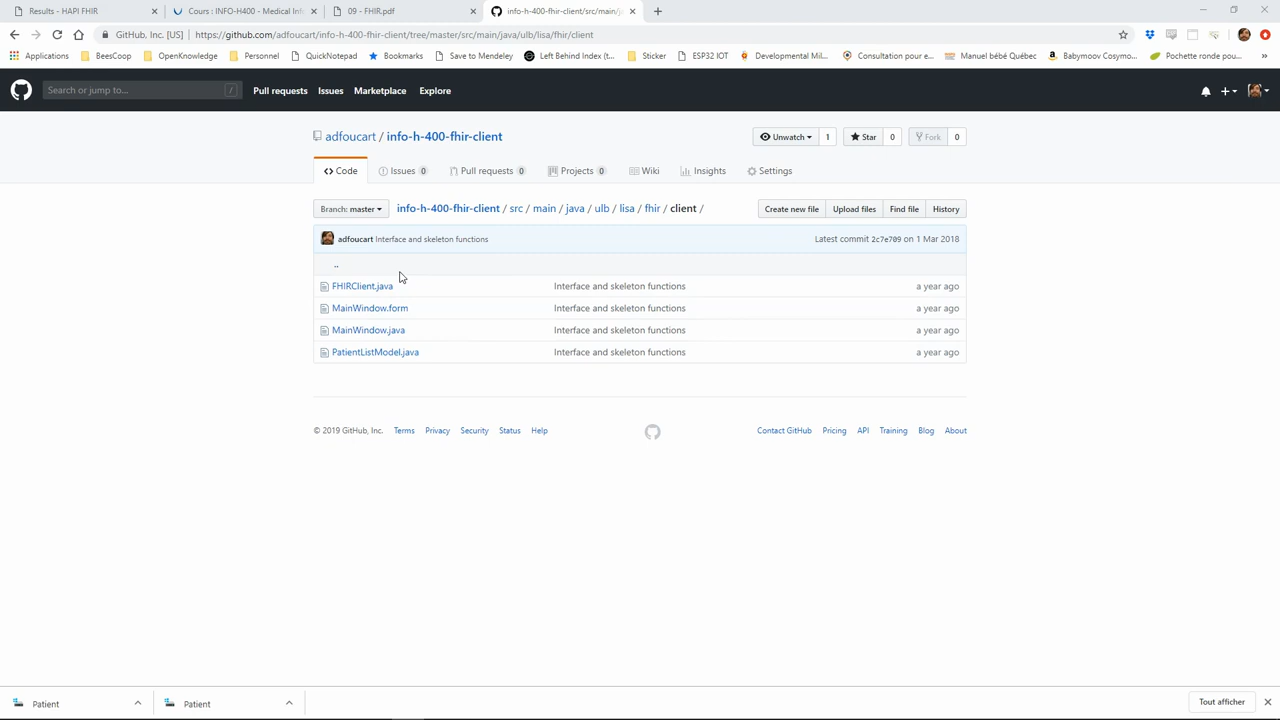 Results - HAPI FHIR
Cours : INFO-H400 - Medical Info
09 - FHIR.pdf
info-h-400-fhir-client/src/main/ja
GitHub, Inc. [US]
https://github.com/adfoucart/info-h-400-fhir-client/tree/master/src/main/java/ulb/lisa/fhir/client
Apps
BeesCoop
OpenKnowledge
Personnel
QuickNotepad
Bookmarks
Save to Mendeley
Left Behind Index (t...
Sticker
ESP32 IOT
Developmental Mil...
Consultation pour e...
Manuel bébé Québec
Babymoov Cosymo...
Pochette ronde pou...
»
Search or jump to...
/
Pull requests
Issues
Marketplace
Explore
adfoucart / info-h-400-fhir-client
Unwatch 1
Star 0
Fork 0
Code
Issues 0
Pull requests 0
Projects 0
Wiki
Insights
Settings
Branch: master
info-h-400-fhir-client / src / main / java / ulb / lisa / fhir / client /
Create new file
Upload files
Find file
History
adfoucart Interface and skeleton functions
Latest commit 2c7e709 on 1 Mar 2018
..
FHIRClient.java Interface and skeleton functions a year ago
MainWindow.form Interface and skeleton functions a year ago
MainWindow.java Interface and skeleton functions a year ago
PatientListModel.java Interface and skeleton functions a year ago
© 2019 GitHub, Inc. Terms Privacy Security Status Help
Contact GitHub Pricing API Training Blog About
Patient
Patient
Tout afficher